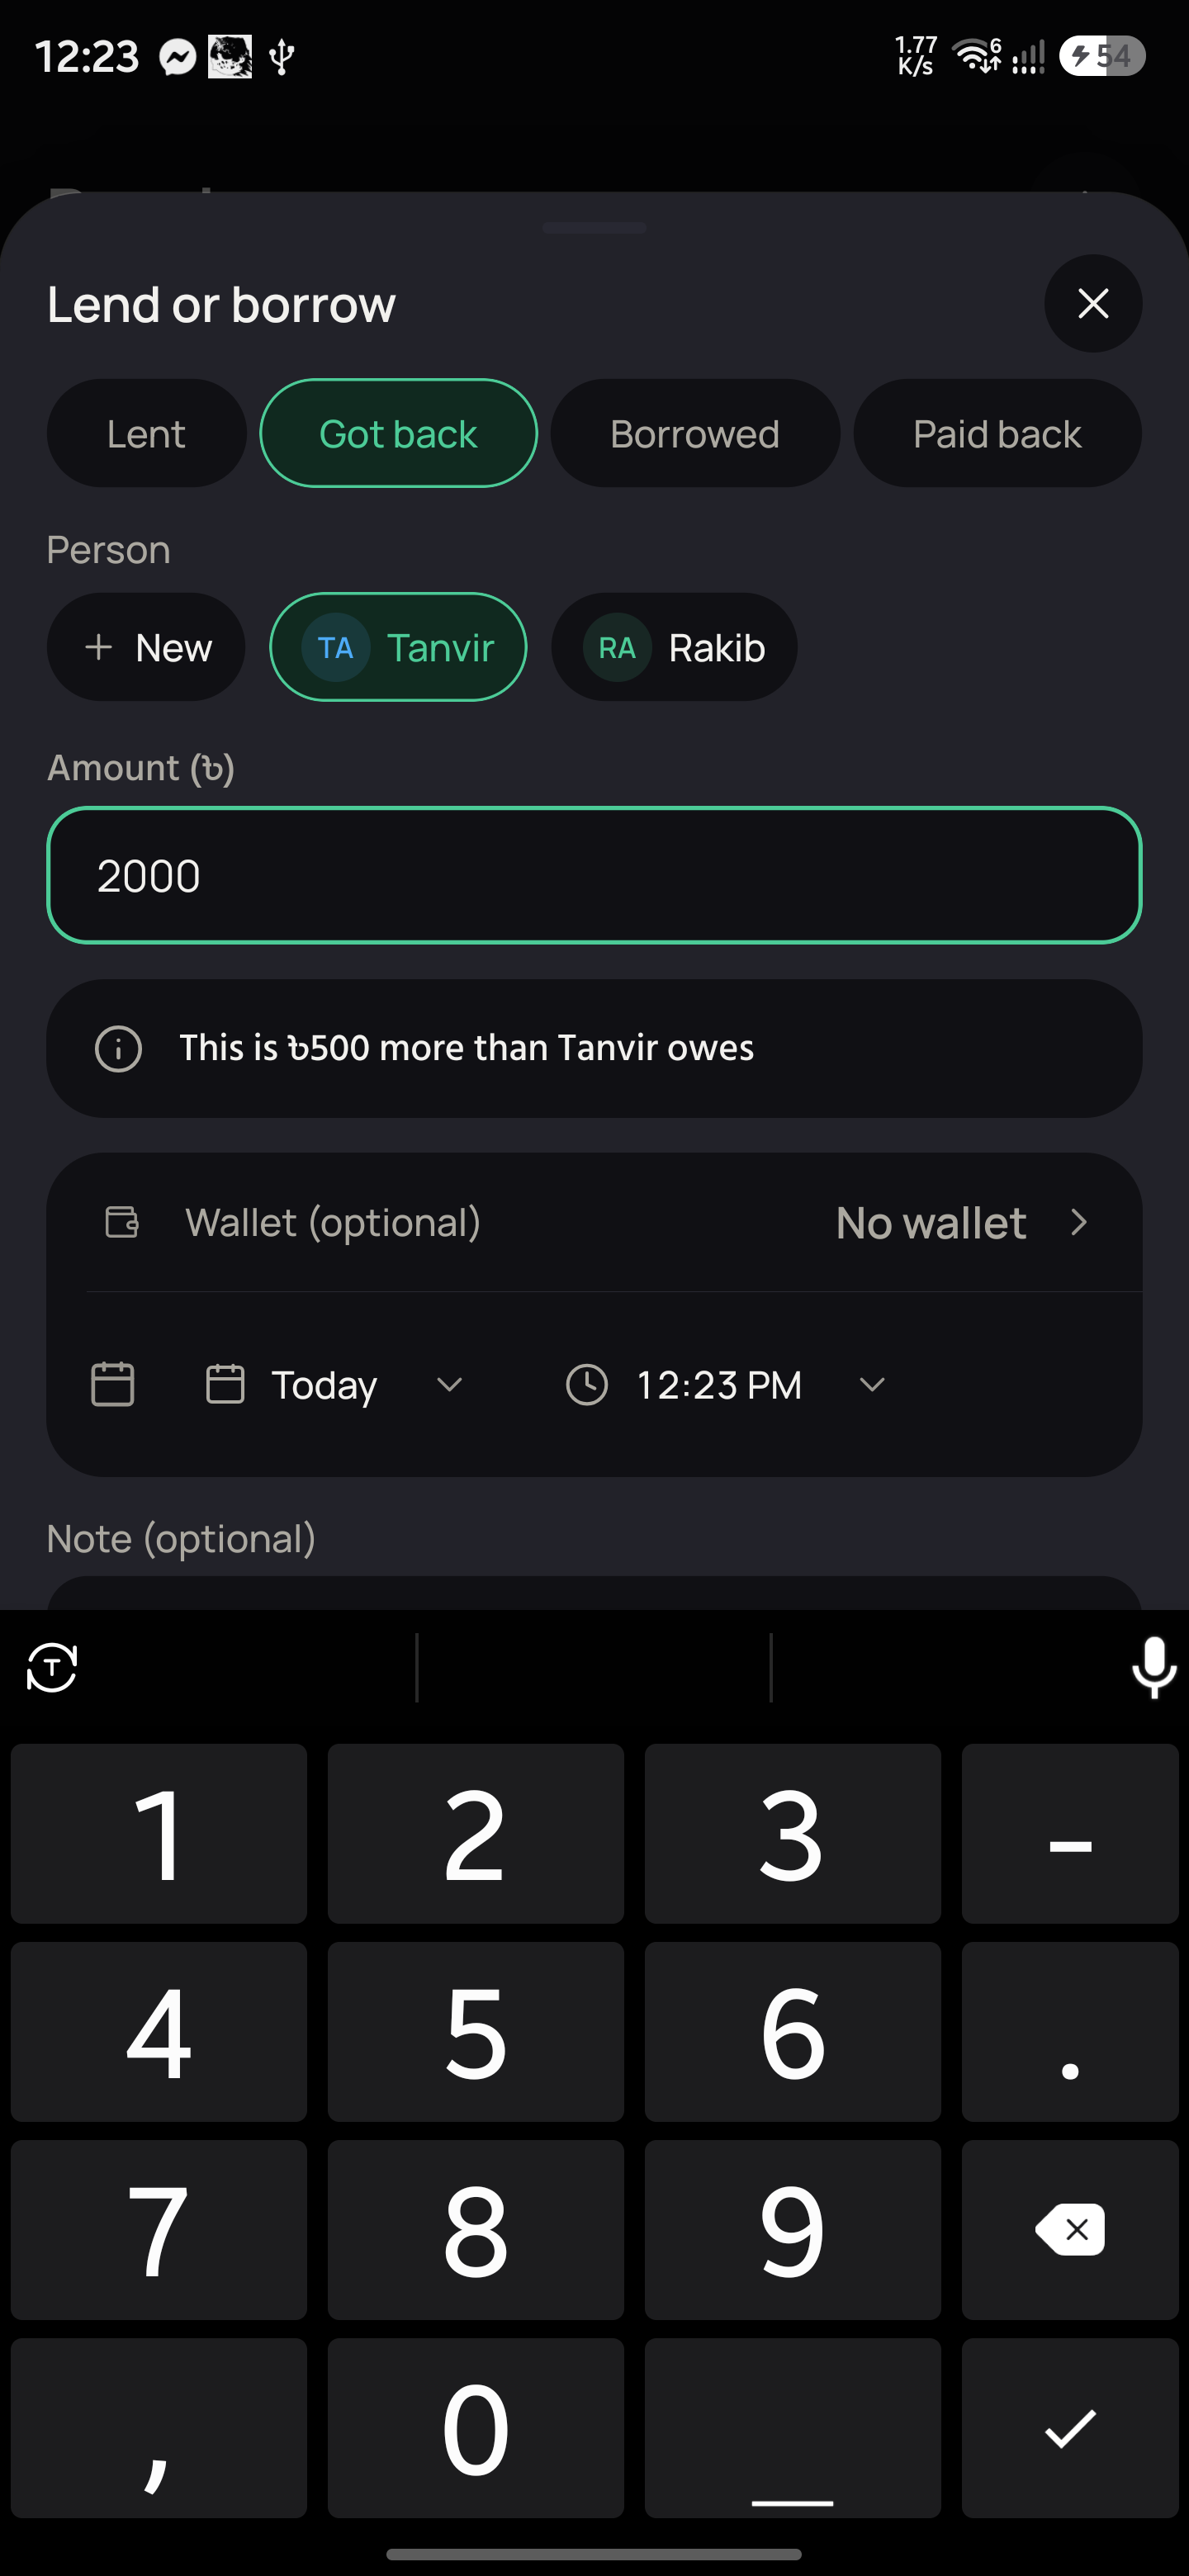 12:23
1.77 K/s
6
54
Lend or borrow
Lent
Got back
Borrowed
Paid back
Person
New
TA Tanvir
RA Rakib
Amount (৳)
2000
This is ৳500 more than Tanvir owes
Wallet (optional)
No wallet
Today
12:23 PM
Note (optional)
T
1 2 3 -
4 5 6 .
7 8 9
, 0